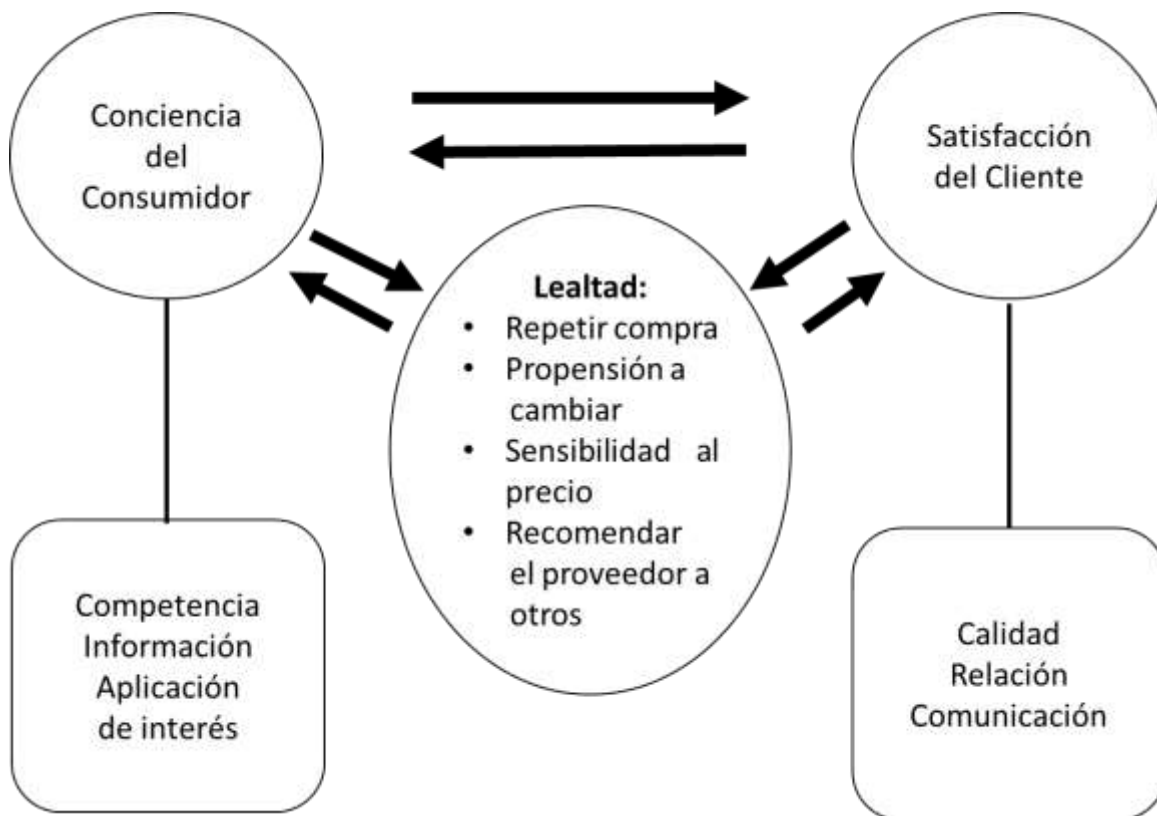 Conciencia
del
Consumidor
Satisfacción
del Cliente
Lealtad:
• Repetir compra
• Propensión a
cambiar
• Sensibilidad al
precio
• Recomendar
el proveedor a
otros
Competencia
Información
Aplicación
de interés
Calidad
Relación
Comunicación